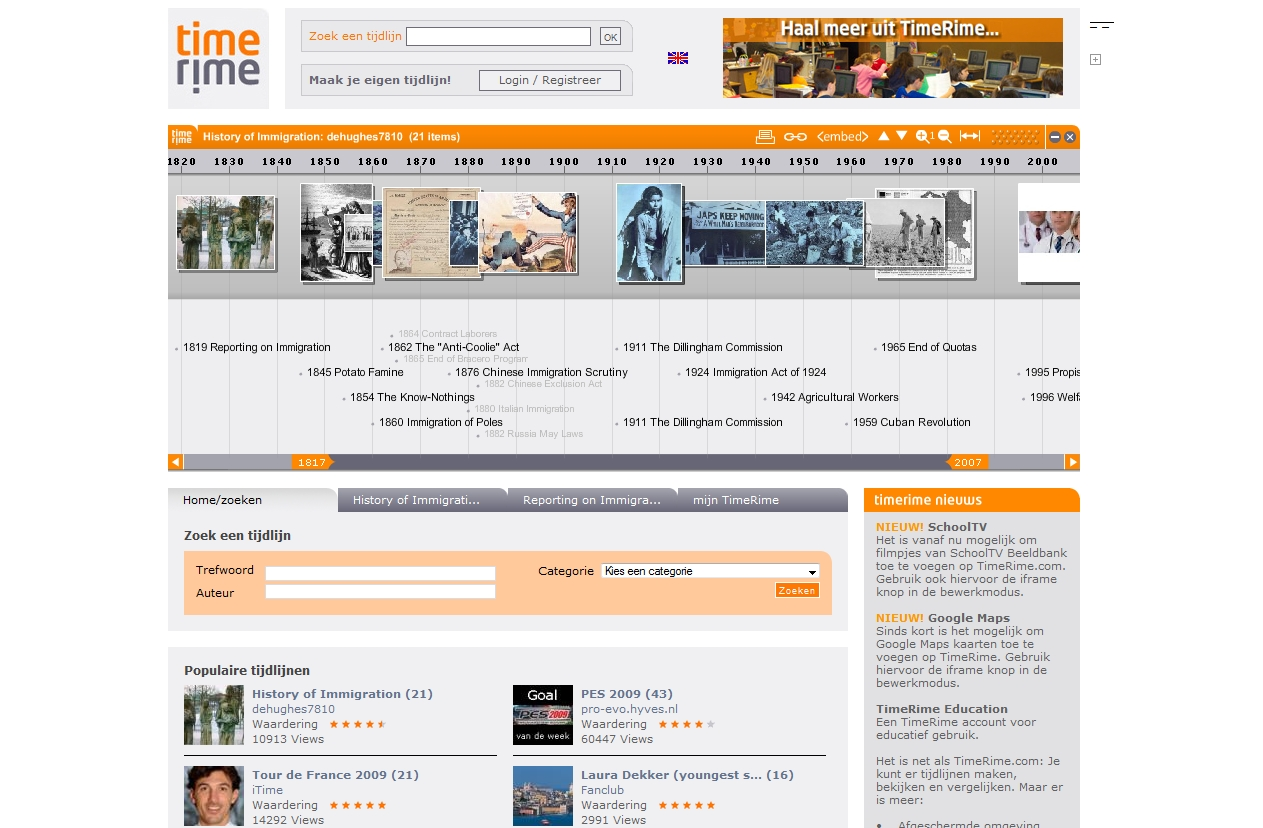 time
rime
Zoek een tijdlijn
OK
Maak je eigen tijdlijn!
Login / Registreer
Haal meer uit TimeRime...
time
rime
History of Immigration: dehughes7810 (21 items)
<embed>
1
1820 1830 1840 1850 1860 1870 1880 1890 1900 1910 1920 1930 1940 1950 1960 1970 1980 1990 2000
JAPS KEEP MOVING
1864 Contract Laborers
1819 Reporting on Immigration
1862 The "Anti-Coolie" Act
1911 The Dillingham Commission
1965 End of Quotas
1865 End of Bracero Program
1845 Potato Famine
1876 Chinese Immigration Scrutiny
1924 Immigration Act of 1924
1995 Propis
1882 Chinese Exclusion Act
1854 The Know-Nothings
1942 Agricultural Workers
1996 Welfa
1880 Italian Immigration
1860 Immigration of Poles
1911 The Dillingham Commission
1959 Cuban Revolution
1882 Russia May Laws
1817
2007
Home/zoeken
History of Immigrati...
Reporting on Immigra...
mijn TimeRime
Zoek een tijdlijn
Trefwoord
Categorie
Kies een categorie
Auteur
Zoeken
Populaire tijdlijnen
History of Immigration (21)
dehughes7810
Waardering
10913 Views
Goal
PES 2009
van de week
PES 2009 (43)
pro-evo.hyves.nl
Waardering
60447 Views
Tour de France 2009 (21)
iTime
Waardering
14292 Views
Laura Dekker (youngest s... (16)
Fanclub
Waardering
2991 Views
timerime nieuws
NIEUW! SchoolTV
Het is vanaf nu mogelijk om
filmpjes van SchoolTV Beeldbank
toe te voegen op TimeRime.com.
Gebruik ook hiervoor de iframe
knop in de bewerkmodus.
NIEUW! Google Maps
Sinds kort is het mogelijk om
Google Maps kaarten toe te
voegen op TimeRime. Gebruik
hiervoor de iframe knop in de
bewerkmodus.
TimeRime Education
Een TimeRime account voor
educatief gebruik.
Het is net als TimeRime.com: Je
kunt er tijdlijnen maken,
bekijken en vergelijken. Maar er
is meer:
• Afgeschermde omgeving